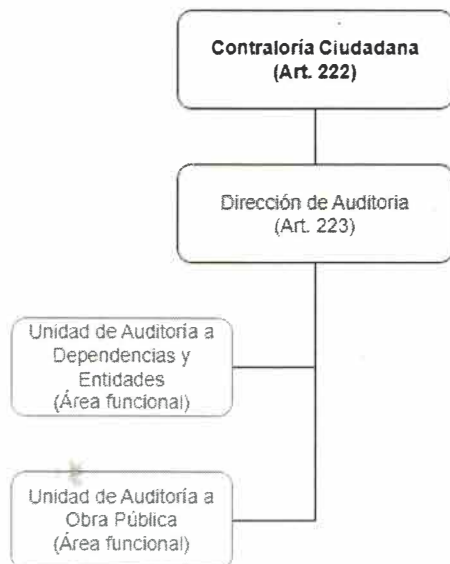 Contraloría Ciudadana
(Art. 222)
Dirección de Auditoria
(Art. 223)
Unidad de Auditoría a
Dependencias y
Entidades
(Área funcional)
Unidad de Auditoría a
Obra Pública
(Área funcional)